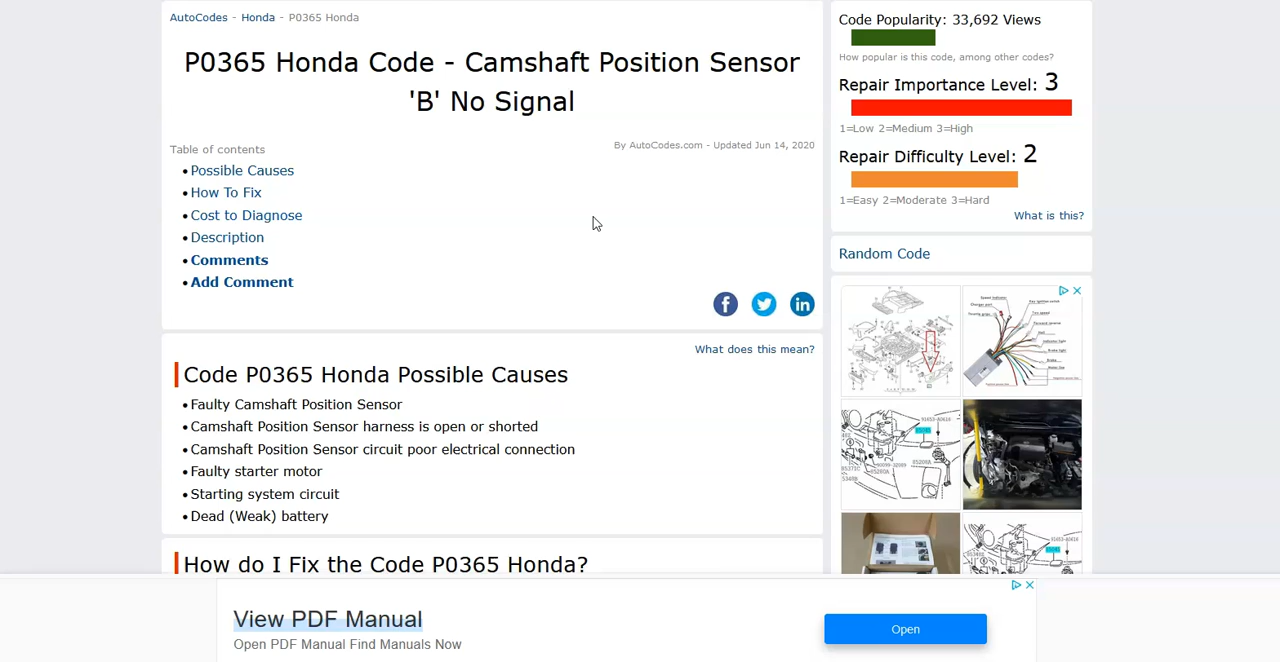 AutoCodes - Honda - P0365 Honda
P0365 Honda Code - Camshaft Position Sensor
'B' No Signal
By AutoCodes.com - Updated Jun 14, 2020
Table of contents
Possible Causes
How To Fix
Cost to Diagnose
Description
Comments
Add Comment
What does this mean?
Code P0365 Honda Possible Causes
Faulty Camshaft Position Sensor
Camshaft Position Sensor harness is open or shorted
Camshaft Position Sensor circuit poor electrical connection
Faulty starter motor
Starting system circuit
Dead (Weak) battery
How do I Fix the Code P0365 Honda?
Code Popularity: 33,692 Views
How popular is this code, among other codes?
Repair Importance Level: 3
1=Low 2=Medium 3=High
Repair Difficulty Level: 2
1=Easy 2=Moderate 3=Hard
What is this?
Random Code
View PDF Manual
Open PDF Manual Find Manuals Now
Open